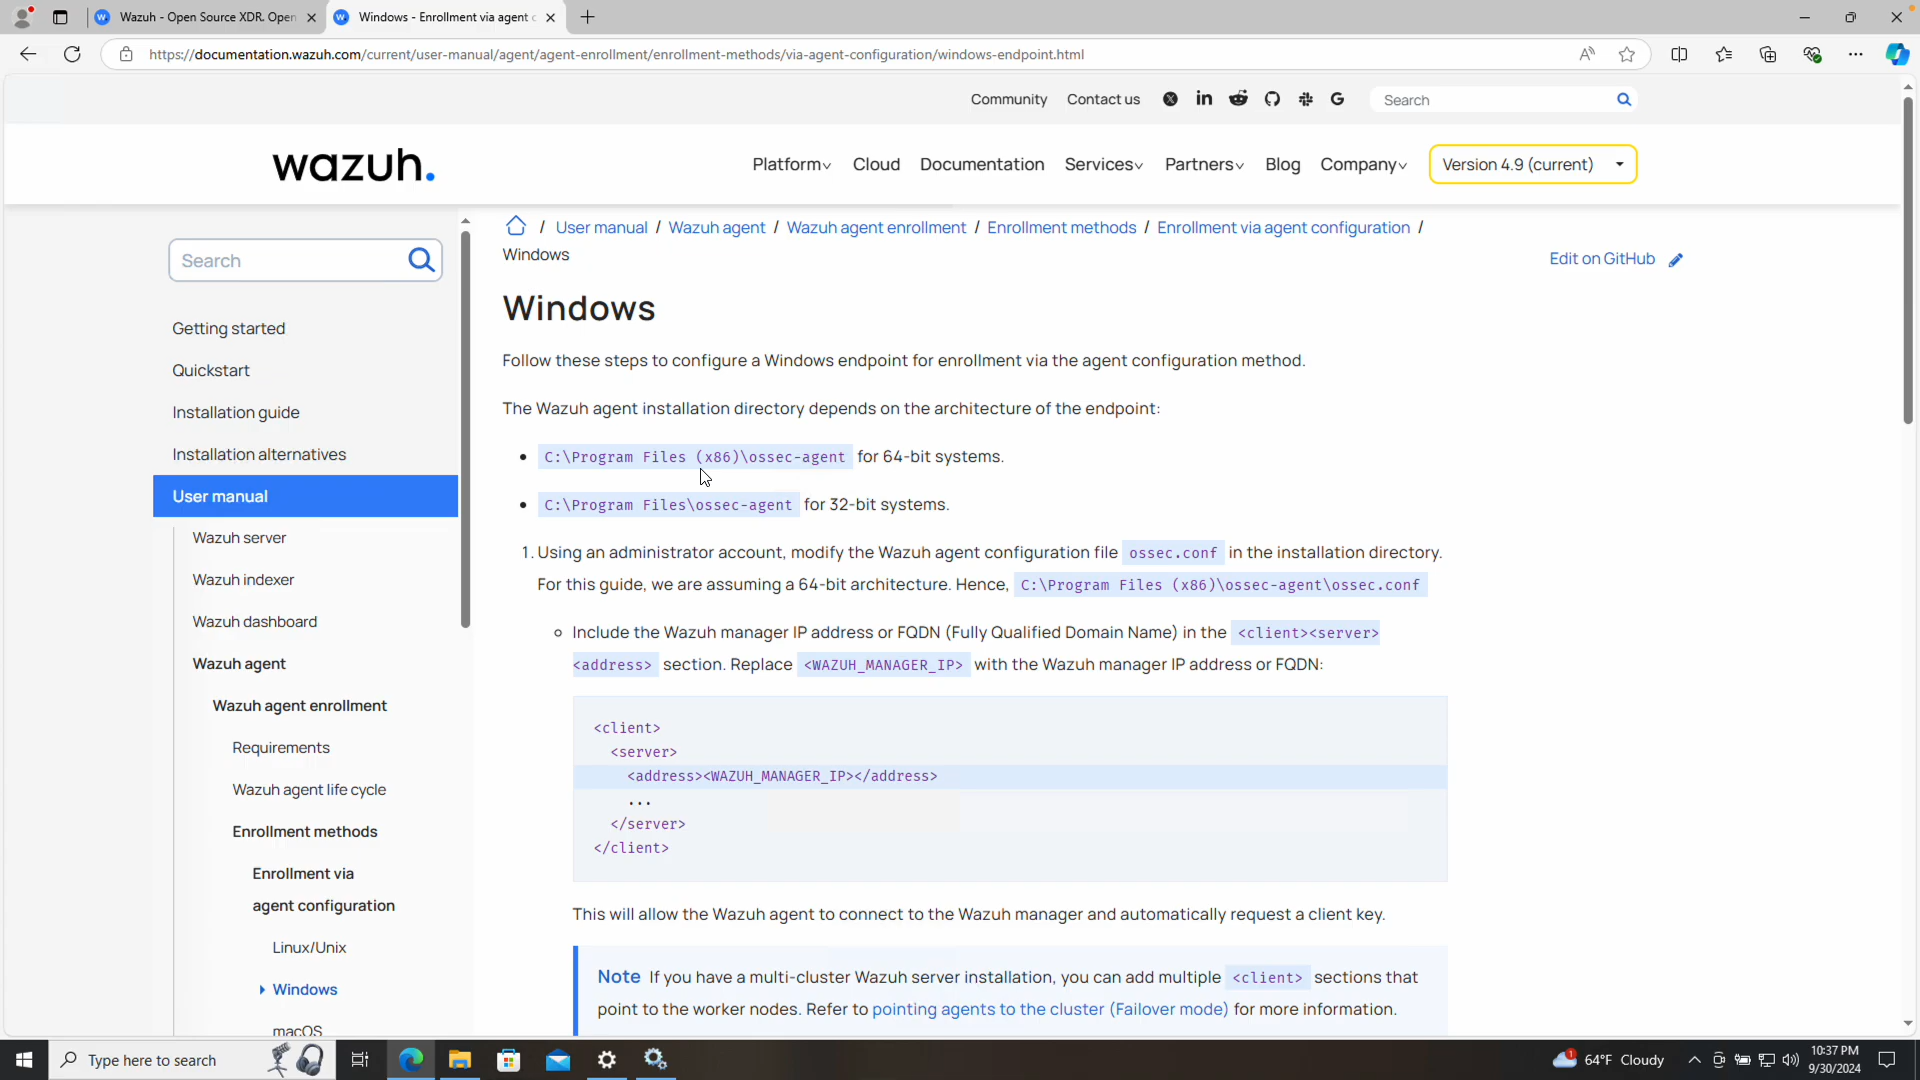 Wazuh - Open Source XDR. Open
Windows - Enrollment via agent c
https://documentation.wazuh.com/current/user-manual/agent/agent-enrollment/enrollment-methods/via-agent-configuration/windows-endpoint.html
Community Contact us Search
wazuh.
Platform Cloud Documentation Services Partners Blog Company Version 4.9 (current)
Search
Getting started
Quickstart
Installation guide
Installation alternatives
User manual
Wazuh server
Wazuh indexer
Wazuh dashboard
Wazuh agent
Wazuh agent enrollment
Requirements
Wazuh agent life cycle
Enrollment methods
Enrollment via
agent configuration
Linux/Unix
Windows
macOS
/ User manual / Wazuh agent / Wazuh agent enrollment / Enrollment methods / Enrollment via agent configuration /
Windows
Edit on GitHub
Windows
Follow these steps to configure a Windows endpoint for enrollment via the agent configuration method.
The Wazuh agent installation directory depends on the architecture of the endpoint:
• C:\Program Files (x86)\ossec-agent for 64-bit systems.
• C:\Program Files\ossec-agent for 32-bit systems.
1. Using an administrator account, modify the Wazuh agent configuration file ossec.conf in the installation directory.
For this guide, we are assuming a 64-bit architecture. Hence, C:\Program Files (x86)\ossec-agent\ossec.conf
Include the Wazuh manager IP address or FQDN (Fully Qualified Domain Name) in the <client><server>
<address> section. Replace <WAZUH_MANAGER_IP> with the Wazuh manager IP address or FQDN:
<client>
<server>
<address><WAZUH_MANAGER_IP></address>
...
</server>
</client>
This will allow the Wazuh agent to connect to the Wazuh manager and automatically request a client key.
Note If you have a multi-cluster Wazuh server installation, you can add multiple <client> sections that
point to the worker nodes. Refer to pointing agents to the cluster (Failover mode) for more information.
Type here to search
1
64°F Cloudy
10:37 PM
9/30/2024